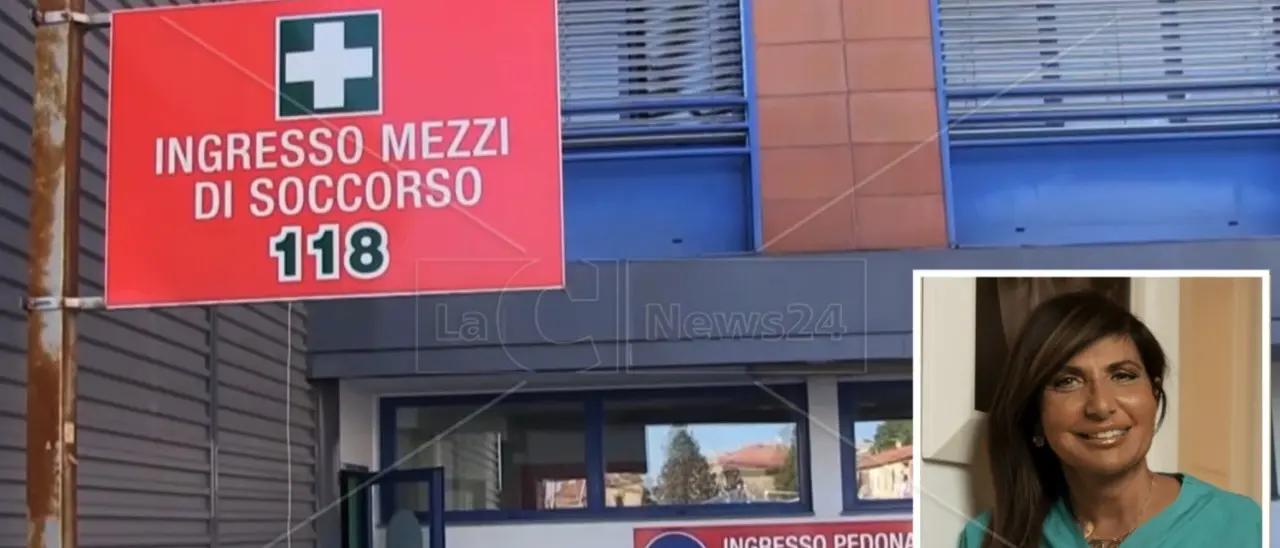 INGRESSO MEZZI
DI SOCCORSO
118
LaC News24
INGRESSO PEDONA